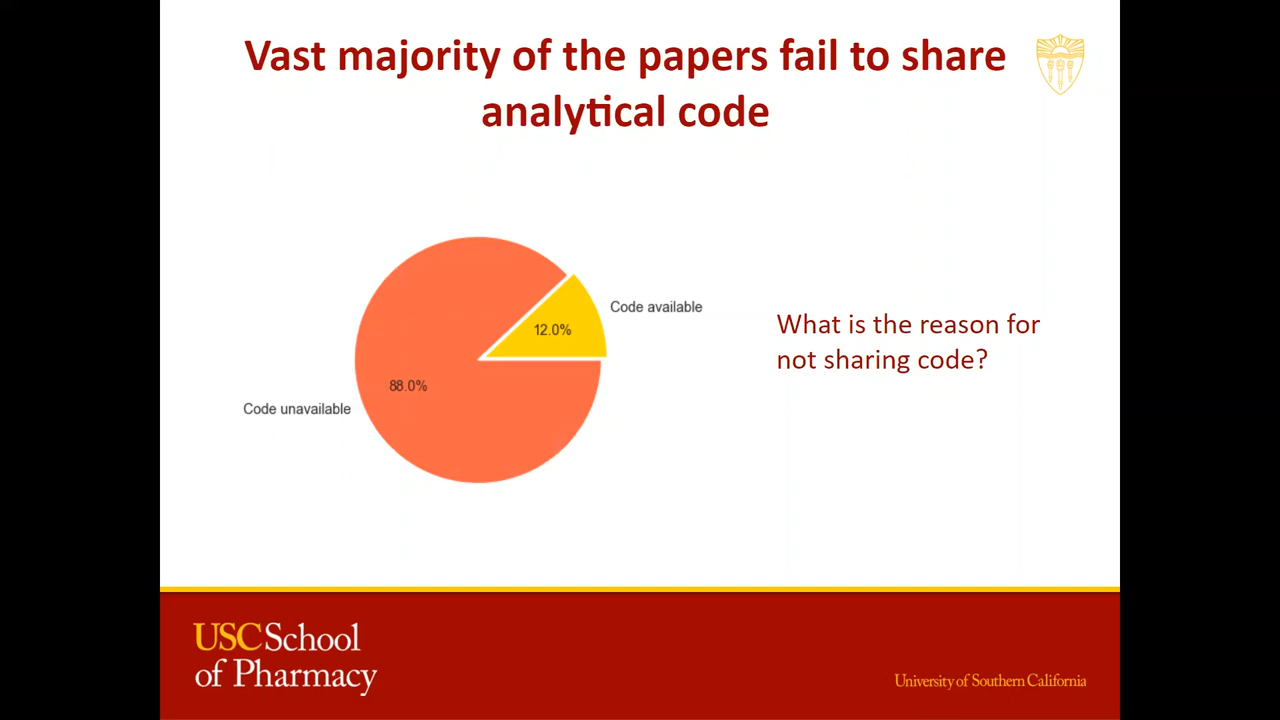 Vast majority of the papers fail to share
analytical code
Code available
12.0%
What is the reason for
not sharing code?
88.0%
Code unavailable
USC School
of Pharmacy
University of Southern California